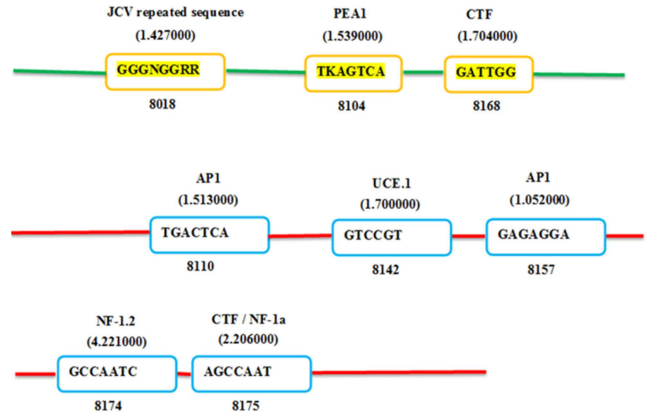 JCV repeated sequence PEA1 CTF
(1.427000) (1.539000) (1.704000)
GGGNGGRR TKAGTCA GATTGG
8018 8104 8168
AP1 UCE.1 AP1
(1.513000) (1.700000) (1.052000)
TGACTCA GTCCGT GAGAGGA
8110 8142 8157
NF-1.2 CTF / NF-1a
(4.221000) (2.206000)
GCCAATC AGCCAAT
8174 8175